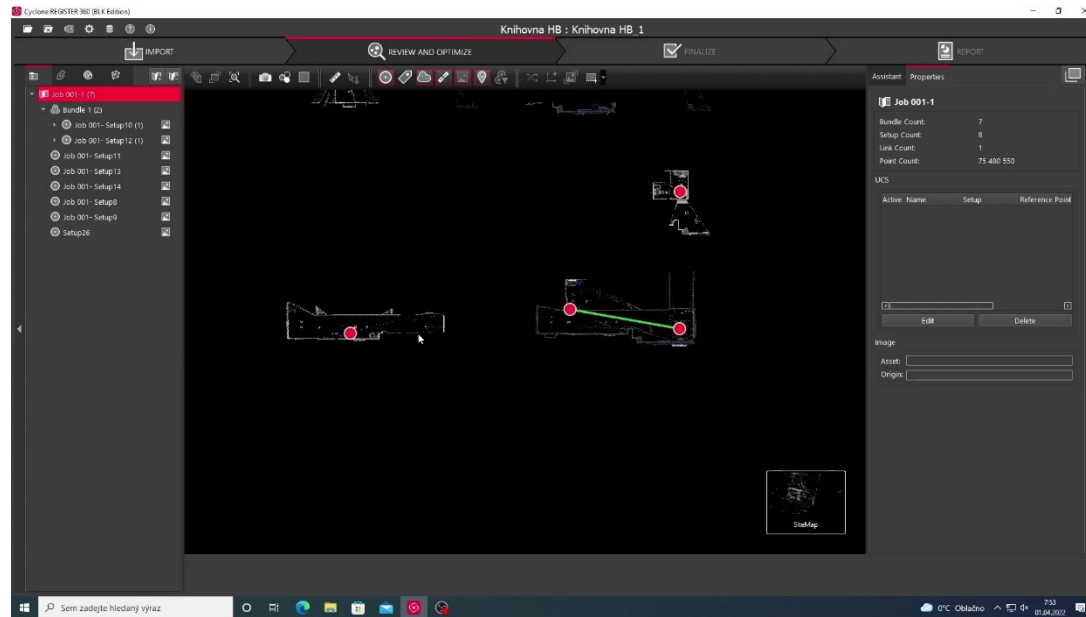 Cyclone REGISTER 360 (BLK Edition)
Knihovna HB : Knihovna HB_1
IMPORT
REVIEW AND OPTIMIZE
FINALIZE
REPORT
Job 001-1 (7)
Bundle 1 (2)
Job 001- Setup10 (1)
Job 001- Setup12 (1)
Job 001- Setup11
Job 001- Setup13
Job 001- Setup14
Job 001- Setup8
Job 001- Setup9
Setup26
SiteMap
Assistant Properties
Job 001-1
Bundle Count: 7
Setup Count: 8
Link Count: 1
Point Count: 75 480 550
UCS
Active Name Setup Reference Point
Edit Delete
Image
Asset:
Origin:
Sem zadejte hledaný výraz
0°C Oblačno
7:53
01.04.2022